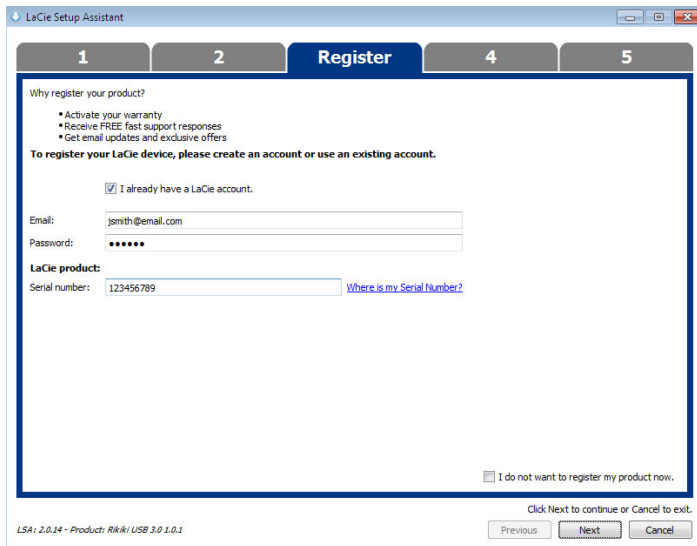 LaCie Setup Assistant
1 2 Register 4 5
Why register your product?
• Activate your warranty
• Receive FREE fast support responses
• Get email updates and exclusive offers
To register your LaCie device, please create an account or use an existing account.
I already have a LaCie account.
Email: jsmith@email.com
Password: ••••••
LaCie product:
Serial number: 123456789 Where is my Serial Number?
I do not want to register my product now.
Click Next to continue or Cancel to exit.
LSA: 2.0.14 - Product: Rikiki USB 3.0 1.0.1 Previous Next Cancel